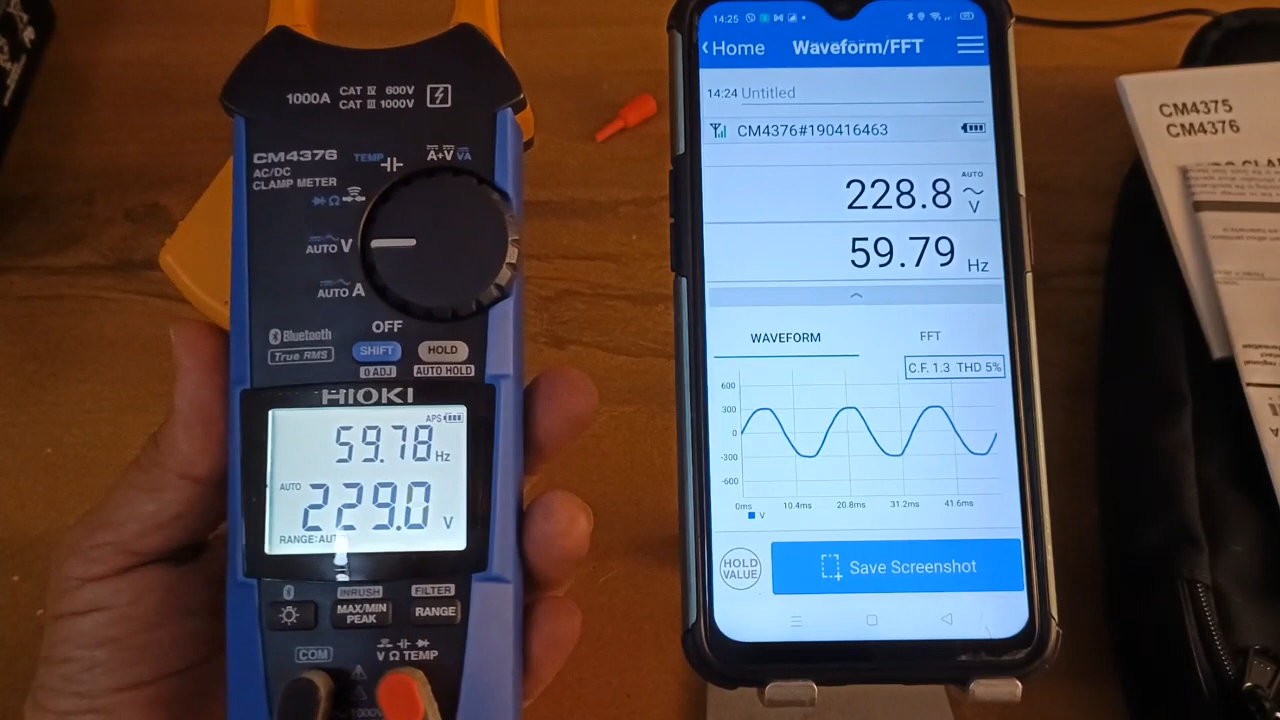 1000A
CAT IV 600V
CAT III 1000V
CM4376
AC/DC
CLAMP METER
TEMP
A+V VA
Ω
AUTO V
AUTO A
OFF
Bluetooth
True RMS
SHIFT
HOLD
0 ADJ
AUTO HOLD
HIOKI
APS
59.78 Hz
AUTO
229.0 V
RANGE:AUT
INRUSH
FILTER
MAX/MIN
PEAK
RANGE
COM
V Ω TEMP
14:25
Home
Waveform/FFT
14:24 Untitled
CM4376#190416463
AUTO
228.8 V
59.79 Hz
WAVEFORM
FFT
C.F. 1.3 THD 5%
600
300
0
-300
-600
0ms 10.4ms 20.8ms 31.2ms 41.6ms
V
HOLD
VALUE
Save Screenshot
CM4375
CM4376